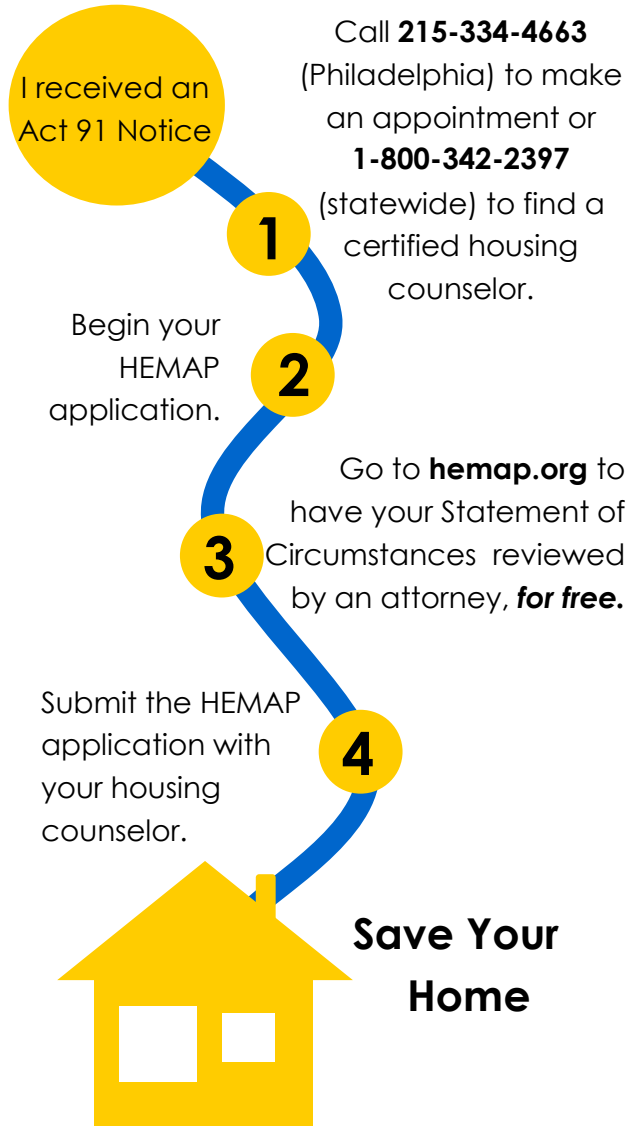 I received an
Act 91 Notice
Call 215-334-4663
(Philadelphia) to make
an appointment or
1-800-342-2397
(statewide) to find a
certified housing
counselor.
1
Begin your
HEMAP
application.
2
Go to hemap.org to
have your Statement of
Circumstances reviewed
by an attorney, for free.
3
Submit the HEMAP
application with
your housing
counselor.
4
Save Your
Home